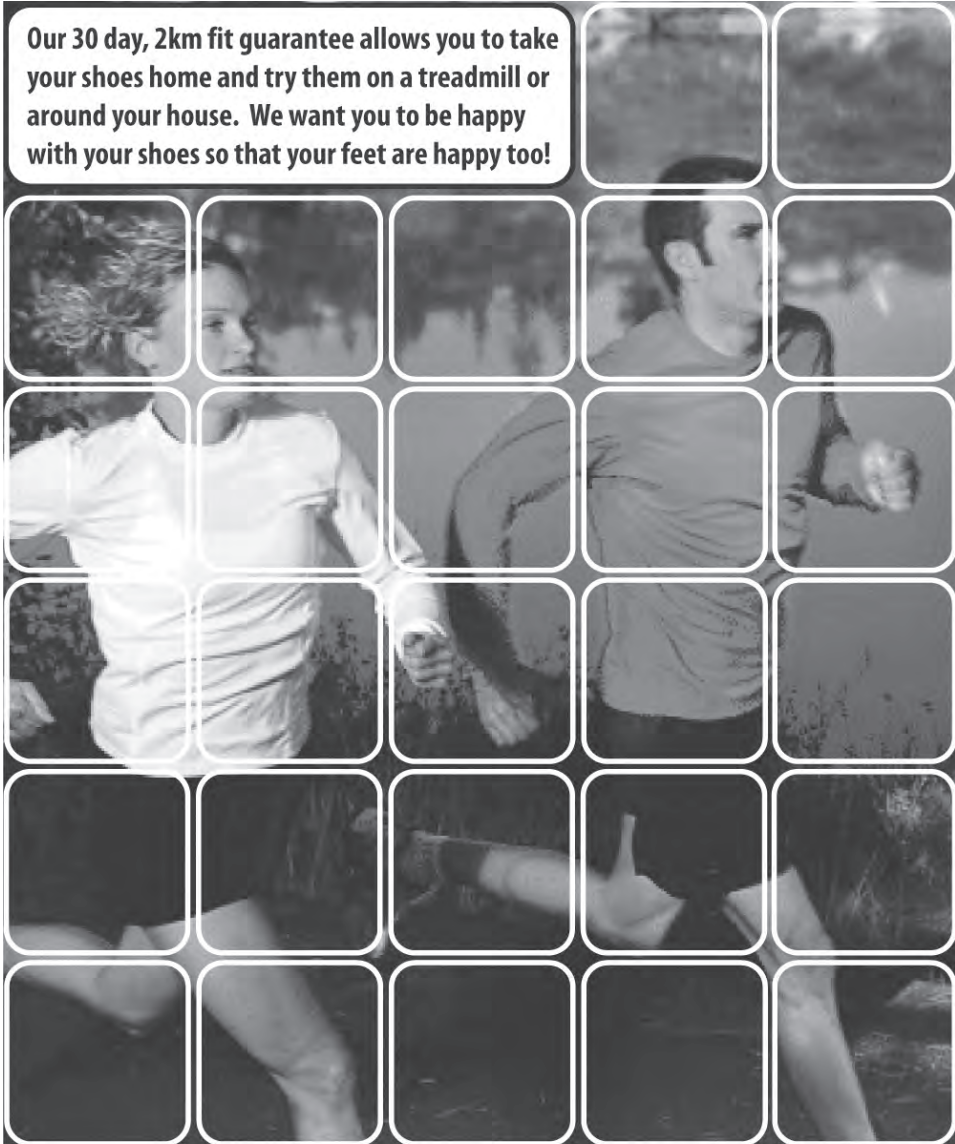 Our 30 day, 2km fit guarantee allows you to take
your shoes home and try them on a treadmill or
around your house.  We want you to be happy
with your shoes so that your feet are happy too!